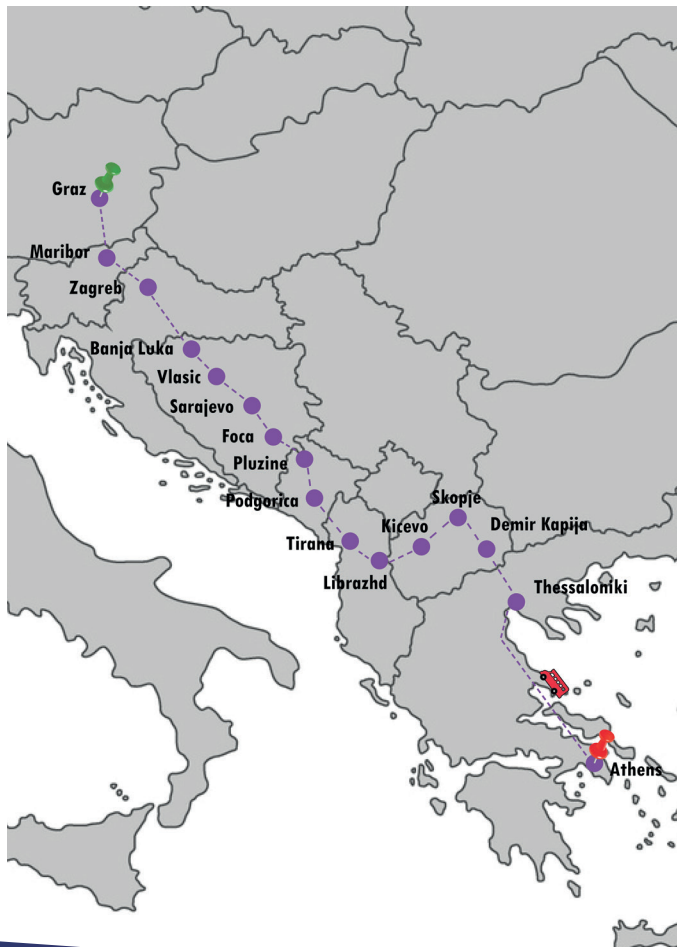 Graz
Maribor
Zagreb
Banja Luka
Vlasic
Sarajevo
Foca
Pluzine
Podgorica
Skopje
Kicevo
Demir Kapija
Tirana
Librazhd
Thessaloniki
Athens